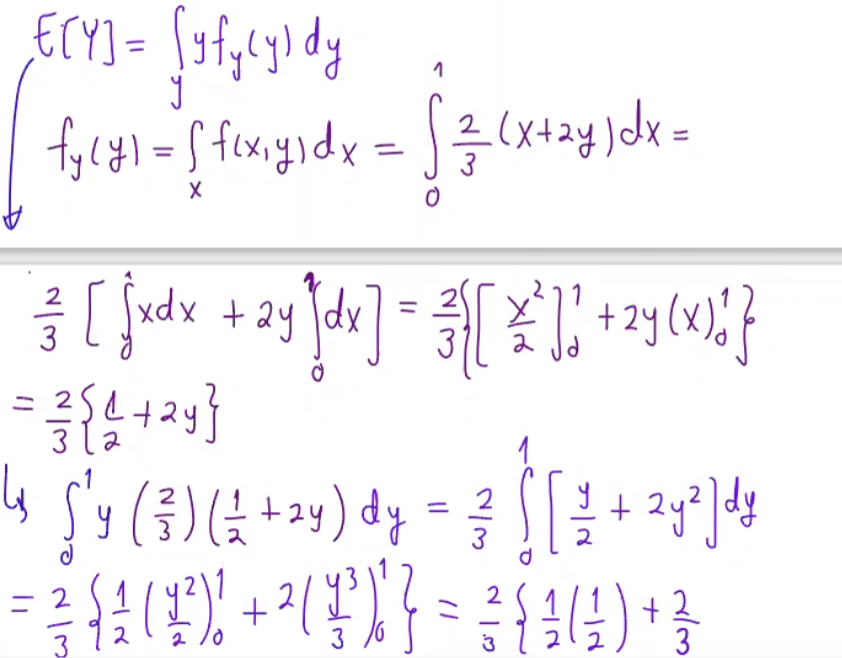 E[Y] = ∫_y y f_y(y) dy
f_y(y) = ∫_x f(x,y) dx = ∫_0^1 2/3 (x+2y) dx =
2/3 [ ∫_0^1 x dx + 2y ∫_0^1 dx ] = 2/3 { [ x²/2 ]_0^1 + 2y (x)_0^1 }
= 2/3 { 1/2 + 2y }
↳ ∫_0^1 y (2/3) (1/2 + 2y) dy = 2/3 ∫_0^1 [ y/2 + 2y² ] dy
= 2/3 { 1/2 (y²/2)_0^1 + 2 (y³/3)_0^1 } = 2/3 { 1/2 (1/2) + 2/3